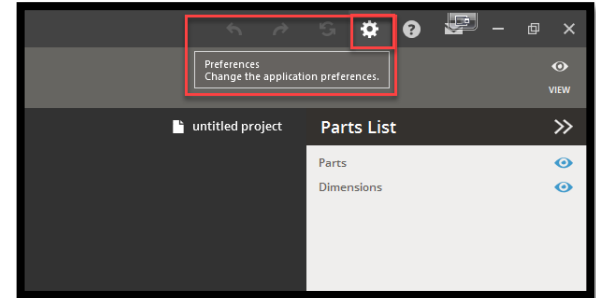 Preferences
Change the application preferences.
VIEW
untitled project
Parts List
Parts
Dimensions